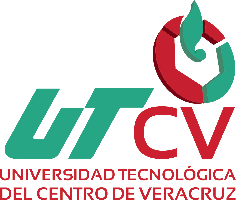 UTCV
UNIVERSIDAD TECNOLÓGICA
DEL CENTRO DE VERACRUZ